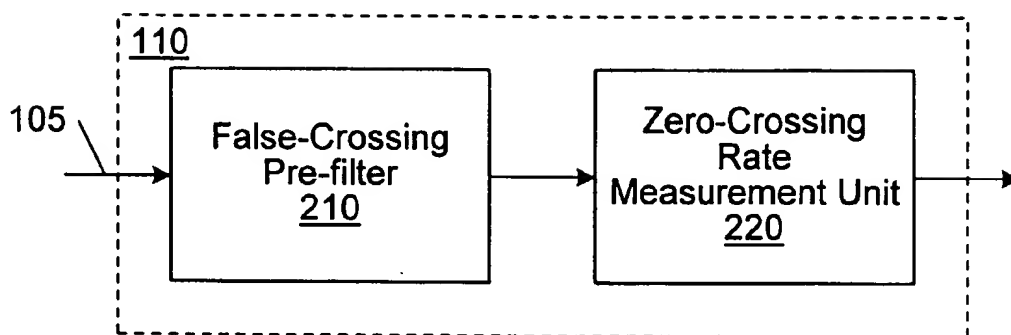 110
105
False-Crossing
Pre-filter
210
Zero-Crossing
Rate
Measurement Unit
220